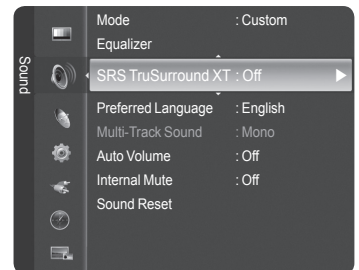 Sound
Mode : Custom
Equalizer
SRS TruSurround XT : Off
Preferred Language : English
Multi-Track Sound : Mono
Auto Volume : Off
Internal Mute : Off
Sound Reset